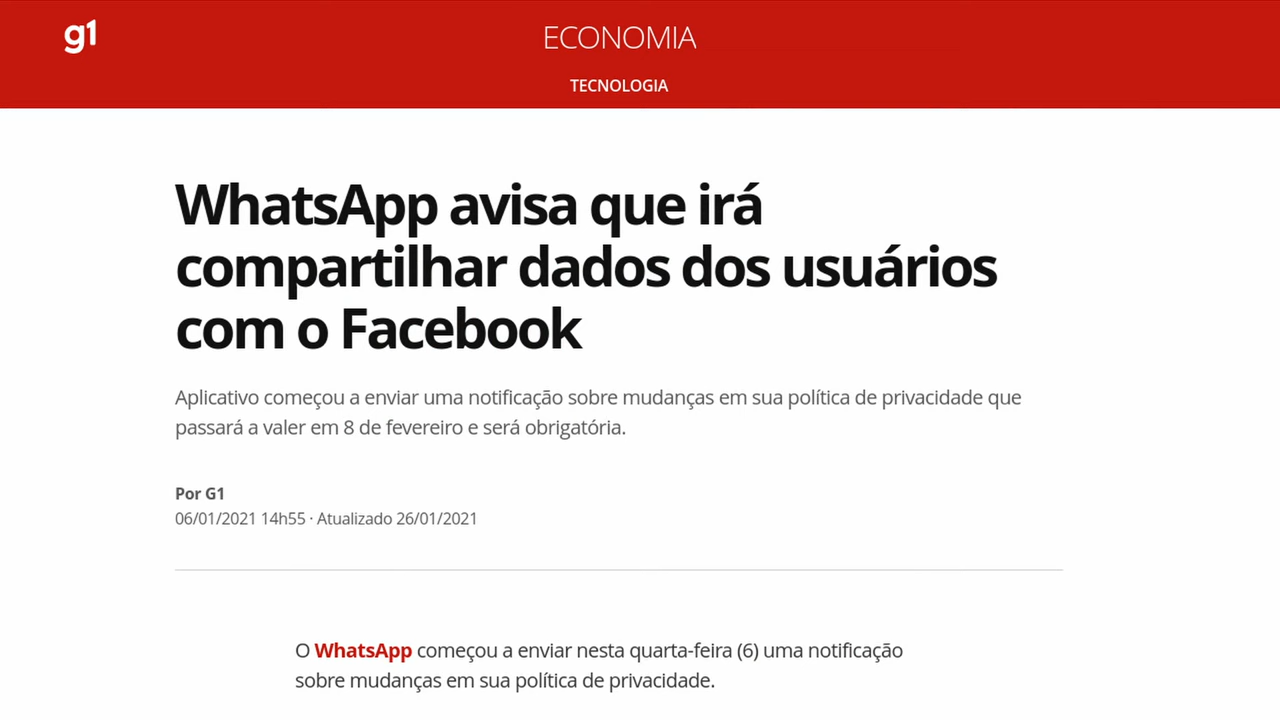 g1
ECONOMIA
TECNOLOGIA
WhatsApp avisa que irá
compartilhar dados dos usuários
com o Facebook
Aplicativo começou a enviar uma notificação sobre mudanças em sua política de privacidade que
passará a valer em 8 de fevereiro e será obrigatória.
Por G1
06/01/2021 14h55 · Atualizado 26/01/2021
O WhatsApp começou a enviar nesta quarta-feira (6) uma notificação
sobre mudanças em sua política de privacidade.